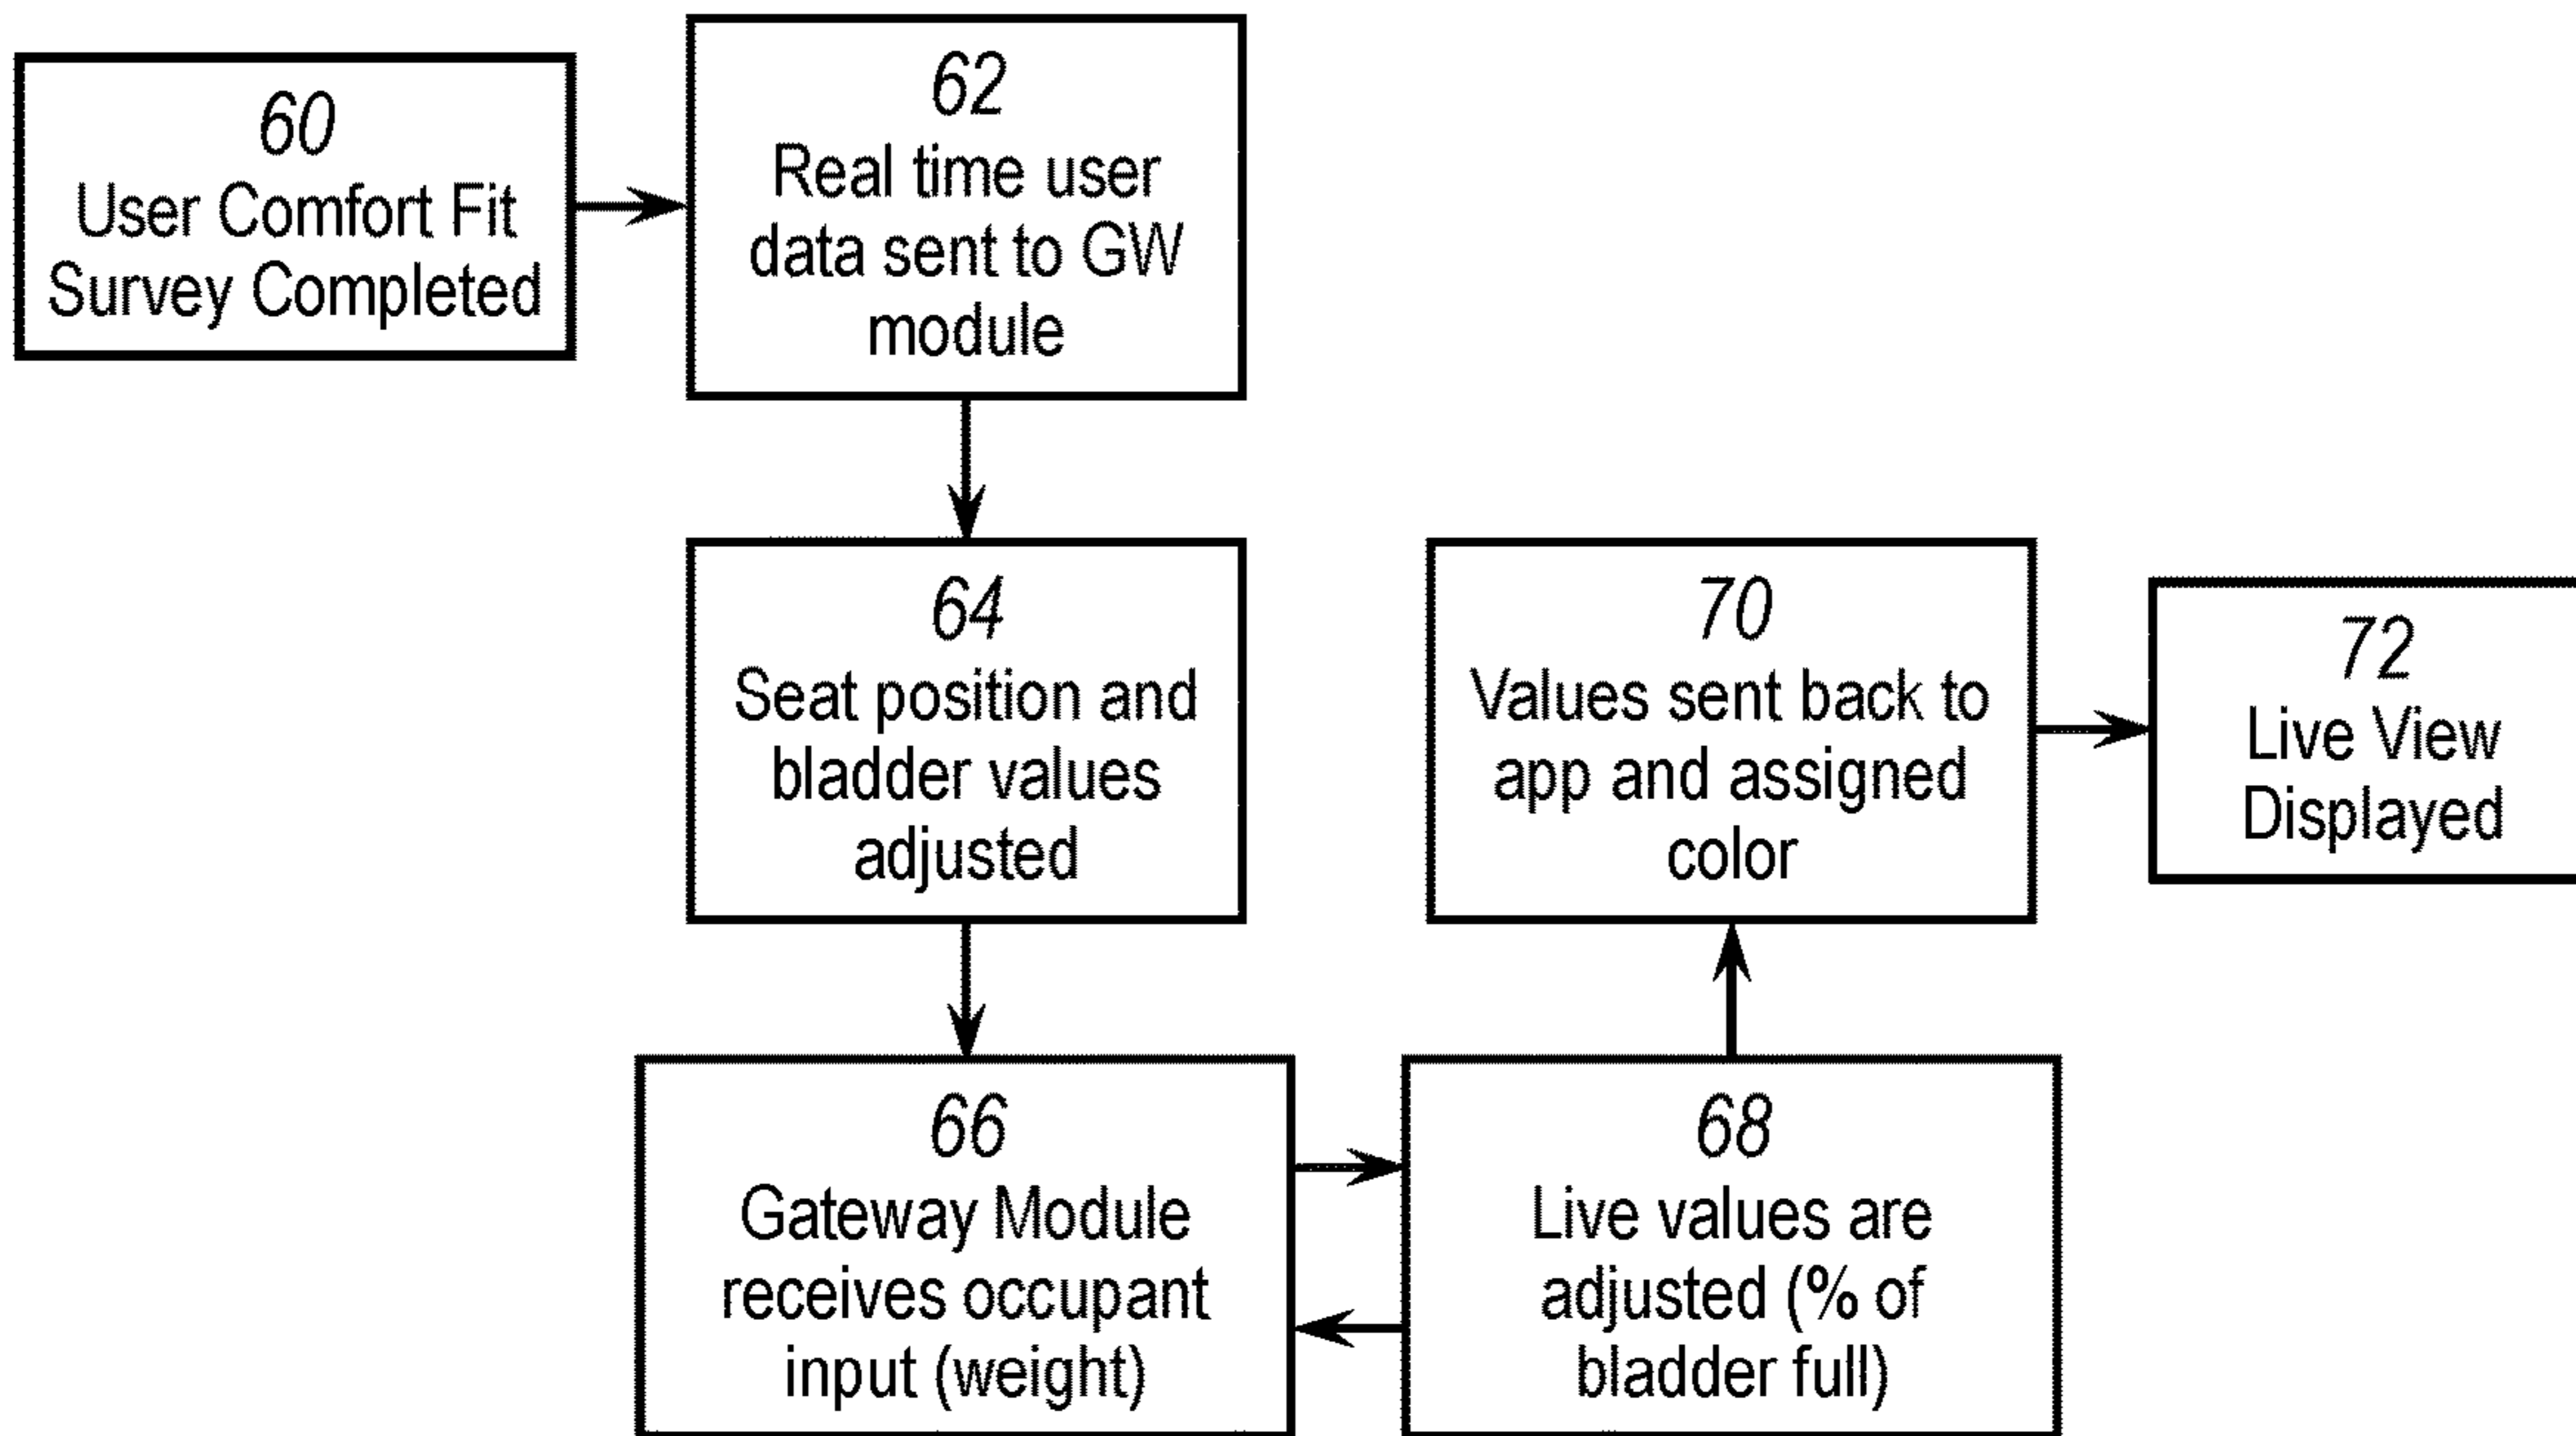 60
User Comfort Fit
Survey Completed
62
Real time user
data sent to GW
module
64
Seat position and
bladder values
adjusted
66
Gateway Module
receives occupant
input (weight)
68
Live values are
adjusted (% of
bladder full)
70
Values sent back to
app and assigned
color
72
Live View
Displayed